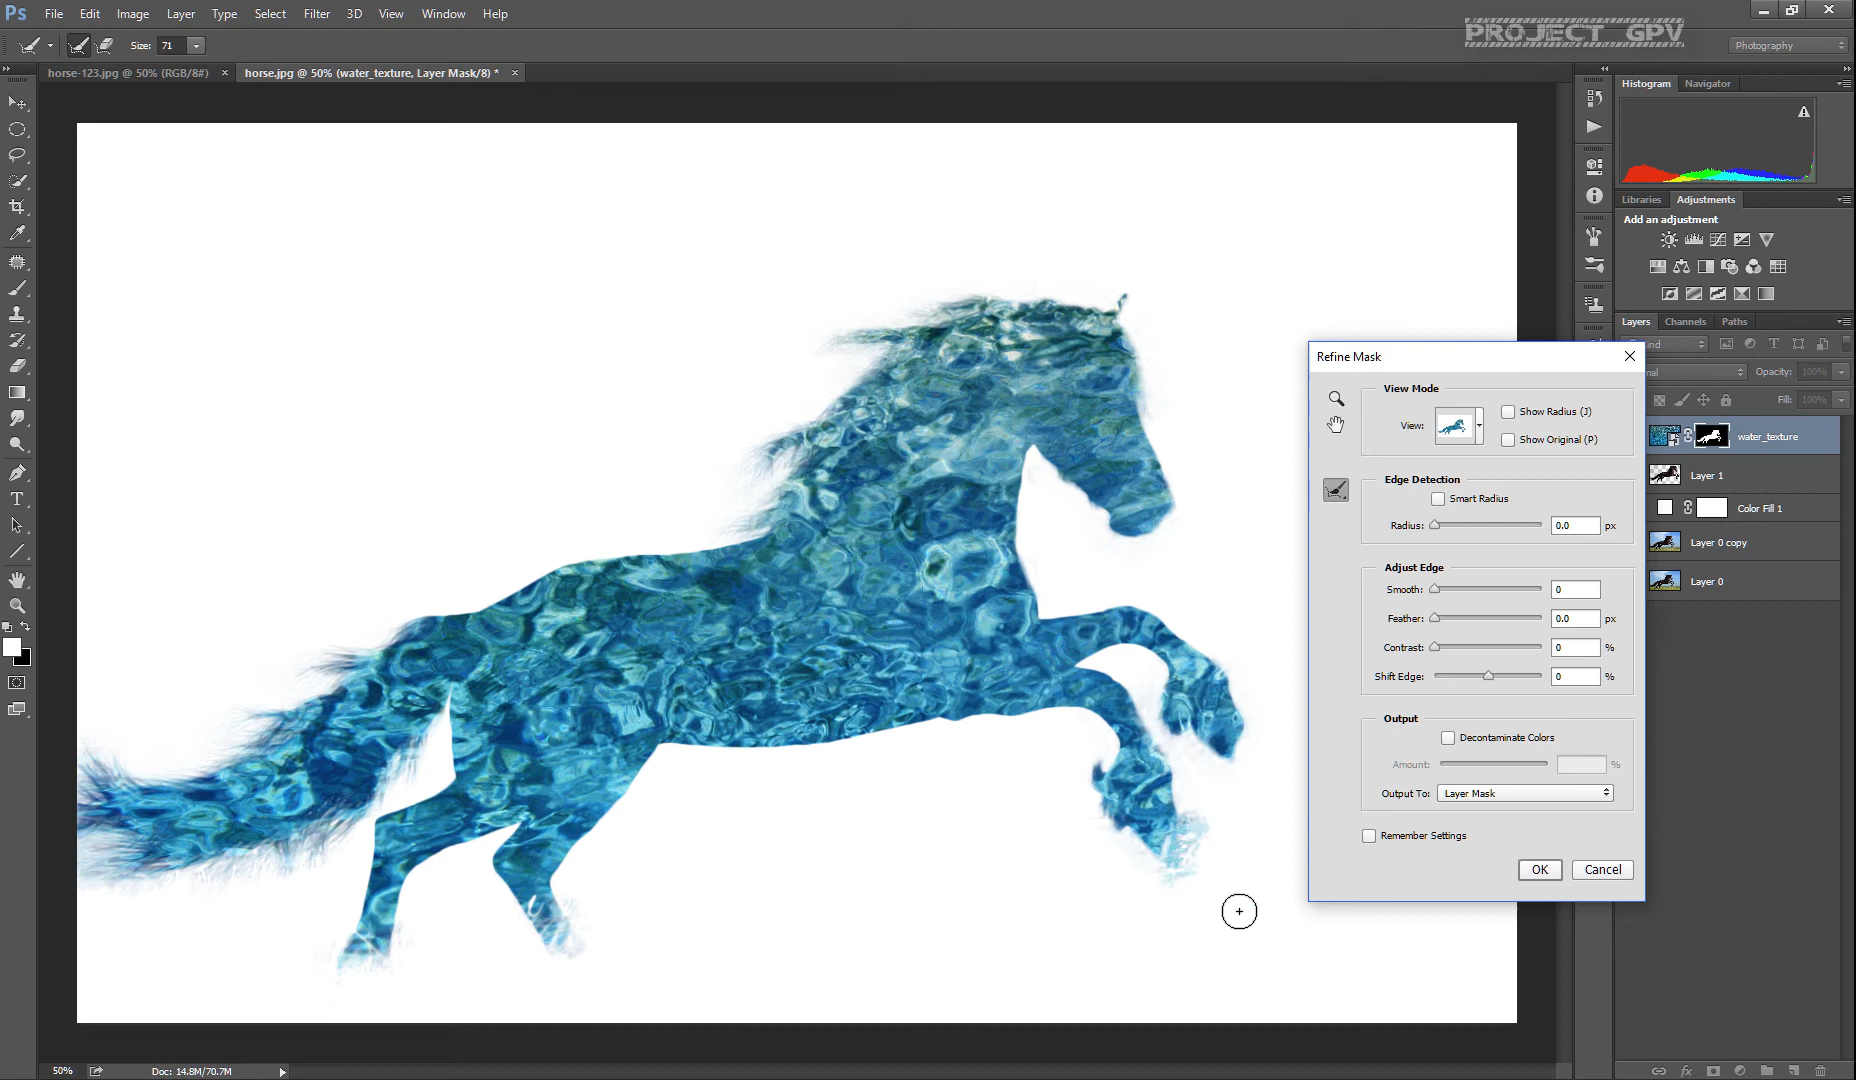 Ps File Edit Image Layer Type Select Filter 3D View Window Help
Size: 71
PROJECT GPV
Photography
horse-123.jpg @ 50% (RGB/8#) ×
horse.jpg @ 50% (water_texture, Layer Mask/8) * ×
Histogram Navigator
Libraries Adjustments
Add an adjustment
Layers Channels Paths
Opacity: 100%
Fill: 100%
water_texture
Layer 1
Color Fill 1
Layer 0 copy
Layer 0
Refine Mask
View Mode
View:
Show Radius (J)
Show Original (P)
Edge Detection
Smart Radius
Radius: 0.0 px
Adjust Edge
Smooth: 0
Feather: 0.0 px
Contrast: 0 %
Shift Edge: 0 %
Output
Decontaminate Colors
Amount: %
Output To: Layer Mask
Remember Settings
OK Cancel
50% Doc: 14.8M/70.7M